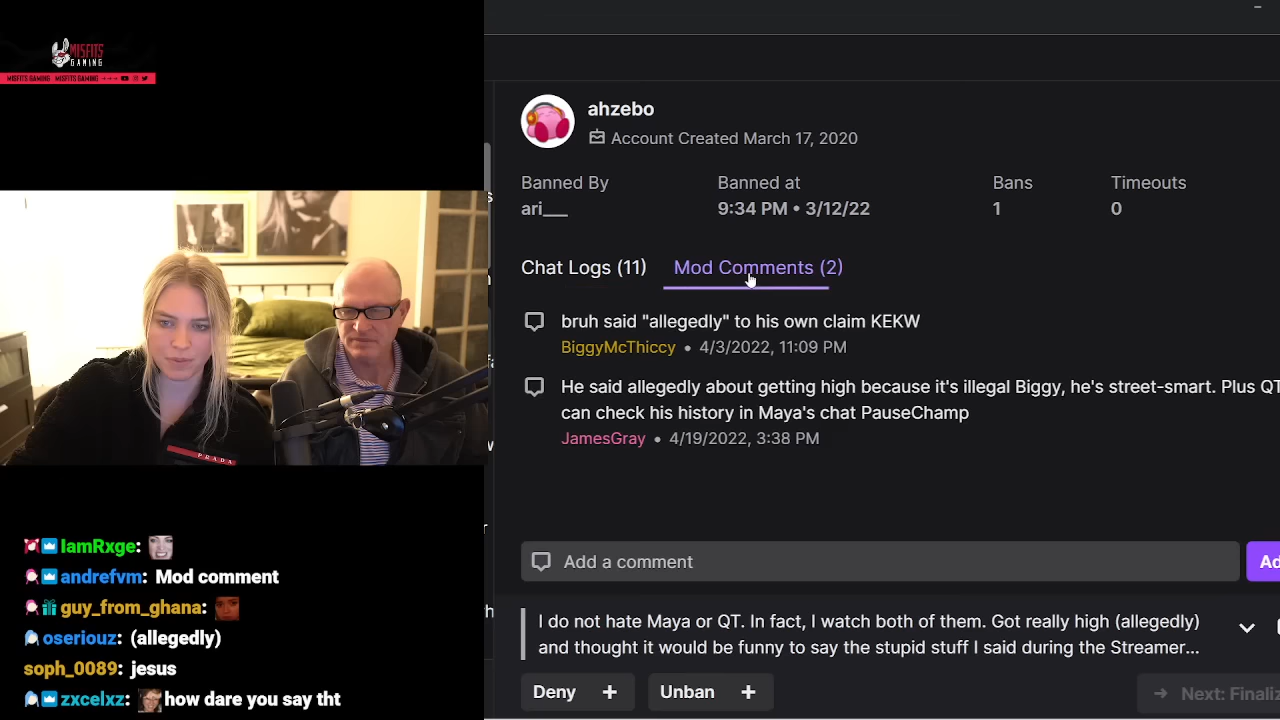 MISFITS
GAMING
MISFITS GAMING MISFITS GAMING
ahzebo
Account Created March 17, 2020
Banned By Banned at Bans Timeouts
ari___ 9:34 PM • 3/12/22 1 0
Chat Logs (11) Mod Comments (2)
bruh said "allegedly" to his own claim KEKW
BiggyMcThiccy • 4/3/2022, 11:09 PM
He said allegedly about getting high because it's illegal Biggy, he's street-smart. Plus QT
can check his history in Maya's chat PauseChamp
JamesGray • 4/19/2022, 3:38 PM
Add a comment
Ad
I do not hate Maya or QT. In fact, I watch both of them. Got really high (allegedly)
and thought it would be funny to say the stupid stuff I said during the Streamer...
Deny + Unban + → Next: Finaliz
PRADA
IamRxge:
andrefvm: Mod comment
guy_from_ghana:
oseriouz: (allegedly)
soph_0089: jesus
zxcelxz: how dare you say tht